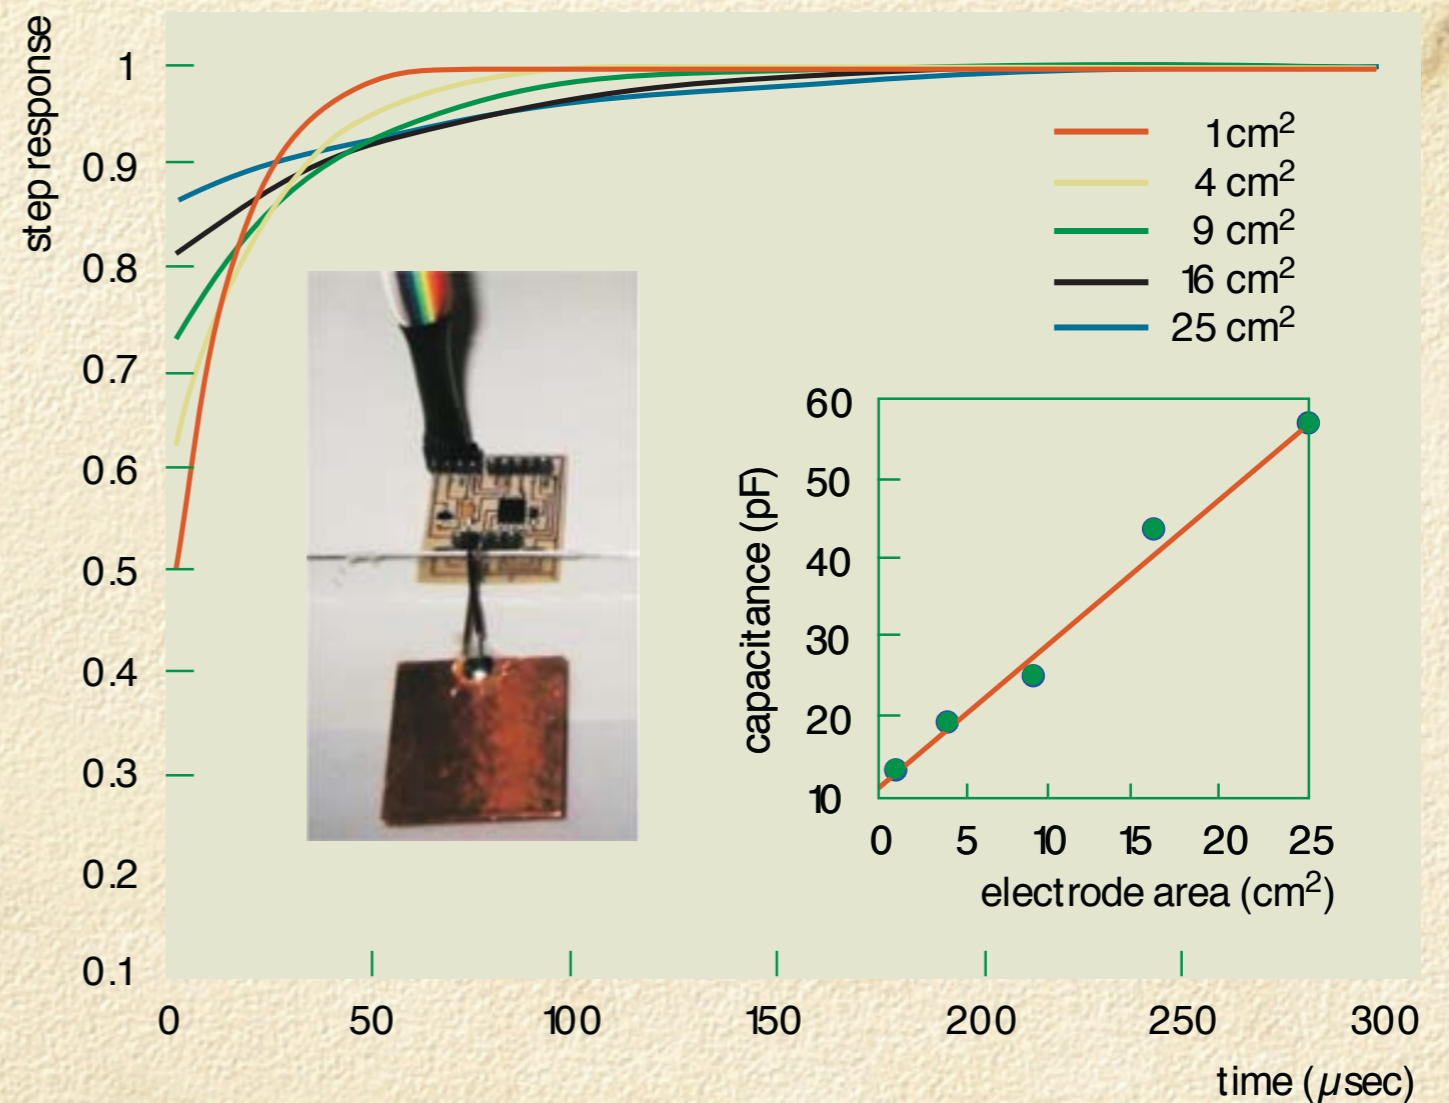 step response
1
0.9
0.8
0.7
0.6
0.5
0.4
0.3
0.2
0.1
0 50 100 150 200 250 300
time (µsec)
1 cm²
4 cm²
9 cm²
16 cm²
25 cm²
capacitance (pF)
60
50
40
30
20
10
0 5 10 15 20 25
electrode area (cm²)